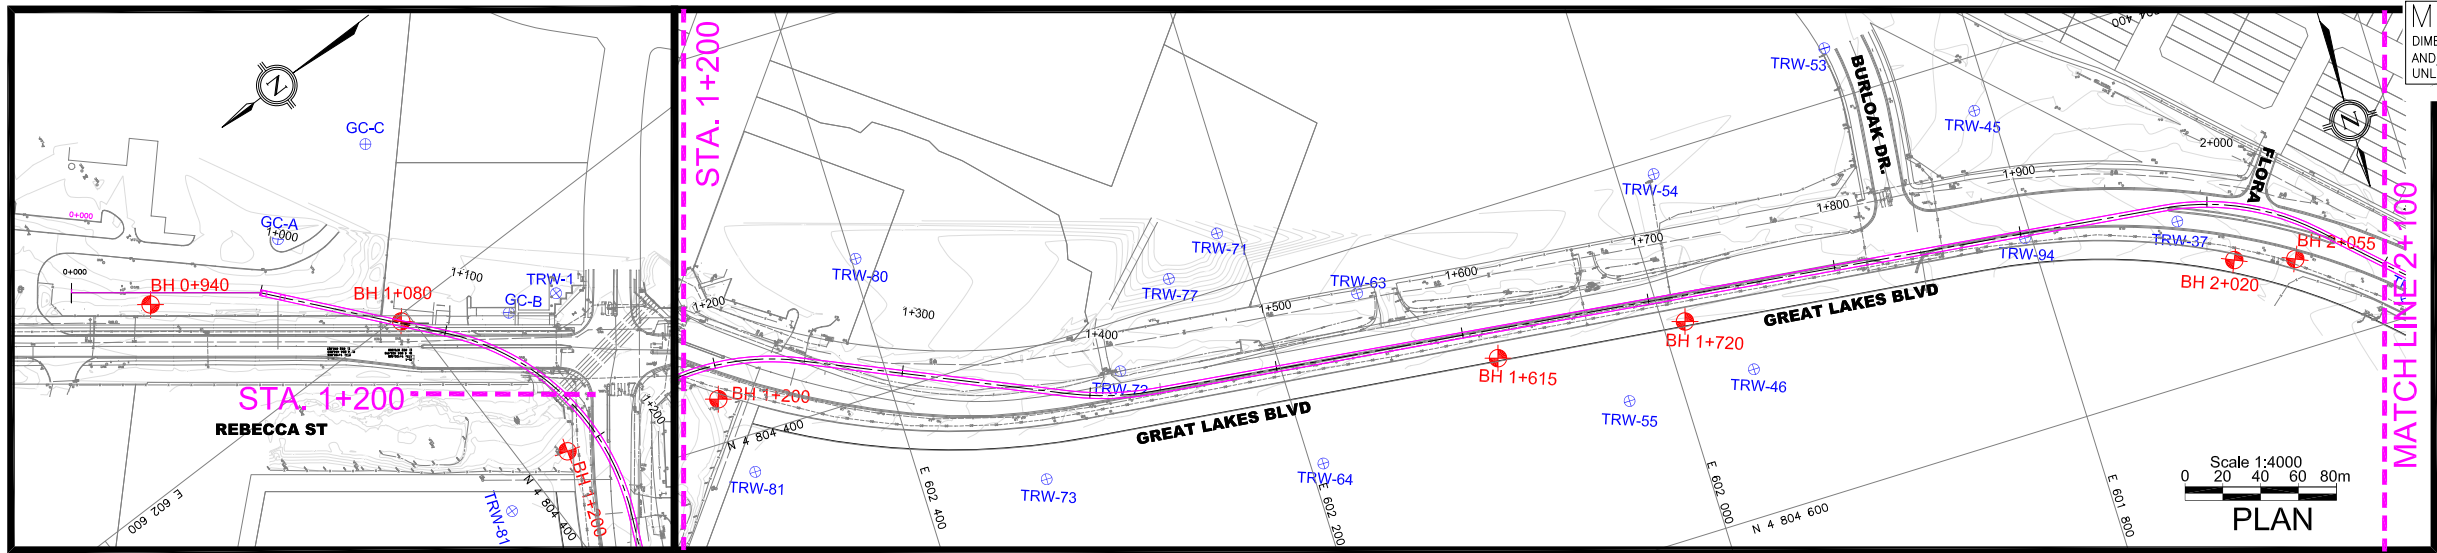 N
GC-C
GC-A
1+000
0+000
0+000
BH 0+940
BH 1+080
1+100
TRW-1
GC-B
STA. 1+200
REBECCA ST
1+200
BH 1+200
TRW-81
E 602 600
N 4 804 400
STA. 1+200
TRW-53
BURLOAK DR.
TRW-45
TRW-54
2+000
FLORA
N
1+900
1+800
1+700
1+600
1+500
1+400
1+300
1+200
TRW-80
TRW-71
TRW-77
TRW-63
TRW-72
TRW-94
TRW-37
BH 2+055
BH 2+020
GREAT LAKES BLVD
BH 1+720
BH 1+615
TRW-46
TRW-55
BH 1+200
GREAT LAKES BLVD
N 4 804 400
TRW-81
E 602 400
TRW-73
TRW-64
E 602 200
E 602 000
N 4 804 600
E 601 800
MATCH LINE 2+100
Scale 1:4000
0 20 40 60 80m
PLAN
M
DIME
AND
UNL